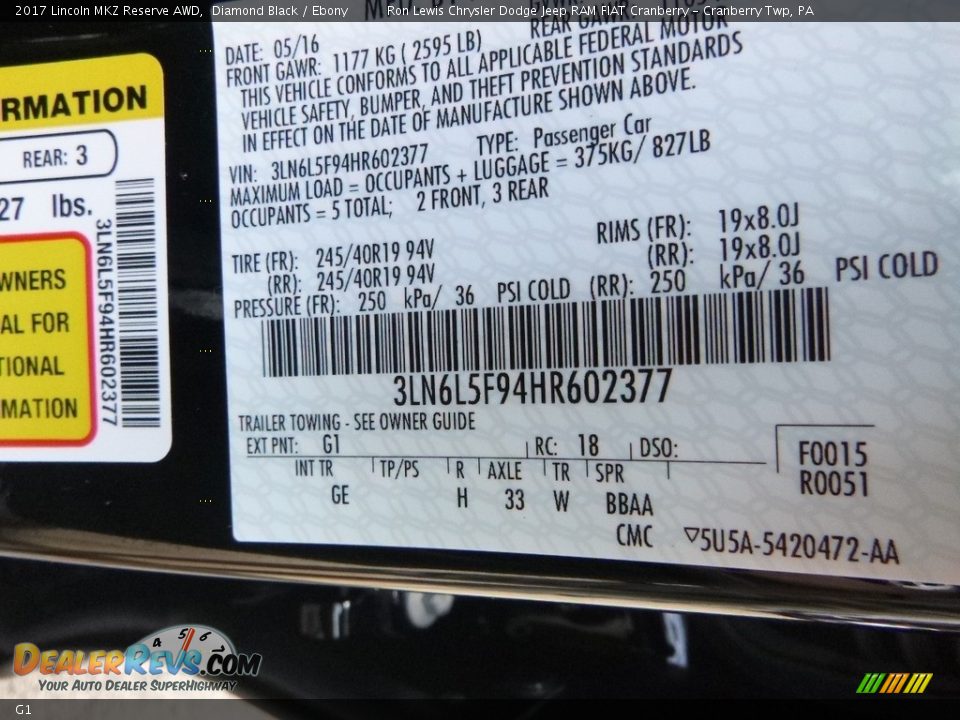 2017 Lincoln MKZ Reserve AWD, Diamond Black / Ebony Ron Lewis Chrysler Dodge Jeep RAM FIAT Cranberry - Cranberry Twp, PA
DATE: 05/16 REAR GAWR:
FRONT GAWR: 1177 KG ( 2595 LB)
THIS VEHICLE CONFORMS TO ALL APPLICABLE FEDERAL MOTOR
VEHICLE SAFETY, BUMPER, AND THEFT PREVENTION STANDARDS
IN EFFECT ON THE DATE OF MANUFACTURE SHOWN ABOVE.
VIN: 3LN6L5F94HR602377 TYPE: Passenger Car
MAXIMUM LOAD = OCCUPANTS + LUGGAGE = 375KG/ 827LB
OCCUPANTS = 5 TOTAL; 2 FRONT, 3 REAR
TIRE (FR): 245/40R19 94V RIMS (FR): 19x8.0J
(RR): 245/40R19 94V (RR): 19x8.0J
PRESSURE (FR): 250 kPa/ 36 PSI COLD (RR): 250 kPa/ 36 PSI COLD
3LN6L5F94HR602377
TRAILER TOWING - SEE OWNER GUIDE
EXT PNT: G1 RC: 18 DSO: F0015
INT TR TP/PS R AXLE TR SPR R0051
GE H 33 W BBAA
CMC 5U5A-5420472-AA
RMATION
REAR: 3
27 lbs.
3LN6L5F94HR602377
WNERS
AL FOR
TIONAL
MATION
4 5 6
DEALERREVS.COM
YOUR AUTO DEALER SUPERHIGHWAY
G1